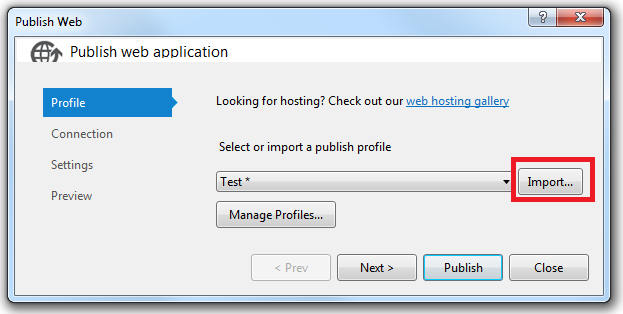 Publish Web
?
Publish web application
Profile
Looking for hosting? Check out our web hosting gallery
Connection
Select or import a publish profile
Settings
Test * Import...
Preview
Manage Profiles...
< Prev Next > Publish Close